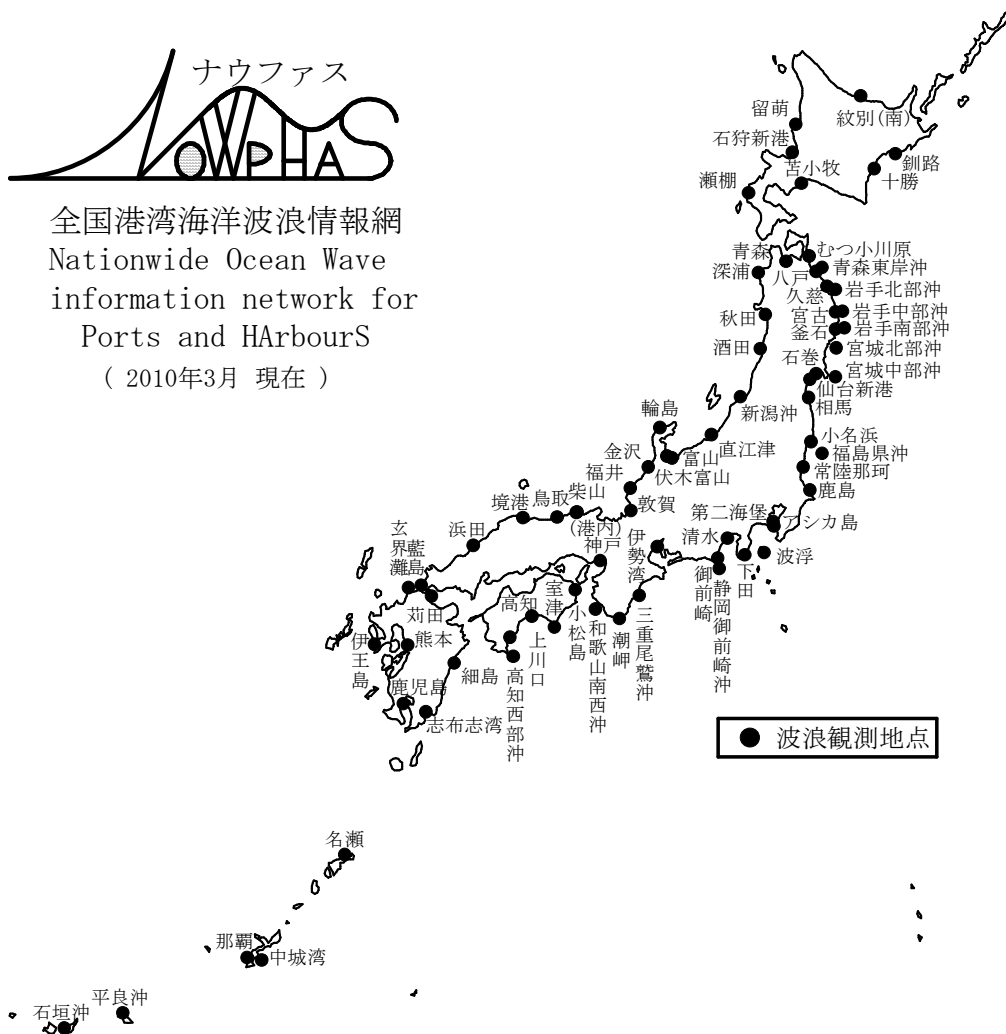 ナウファス
NOWPHAS
全国港湾海洋波浪情報網
Nationwide Ocean Wave
information network for
Ports and HArbourS
( 2010年3月 現在 )
紋別(南)
留萌
石狩新港
釧路
苫小牧
十勝
瀬棚
青森
むつ小川原
深浦
八戸
青森東岸沖
久慈
岩手北部沖
秋田
宮古
岩手中部沖
釜石
岩手南部沖
酒田
宮城北部沖
石巻
宮城中部沖
仙台新港
相馬
新潟沖
輪島
直江津
小名浜
福島県沖
金沢
富山
伏木富山
常陸那珂
福井
鹿島
柴山
(港内)
鳥取
境港
敦賀
第二海堡
アシカ島
浜田
神戸
伊勢湾
清水
波浮
下田
玄界灘
藍島
御前崎
静岡御前崎沖
苅田
室津
高知
小松島
和歌山南西沖
潮岬
三重尾鷲沖
伊王島
熊本
上川口
細島
高知西部沖
鹿児島
志布志湾
波浪観測地点
名瀬
那覇
中城湾
平良沖
石垣沖